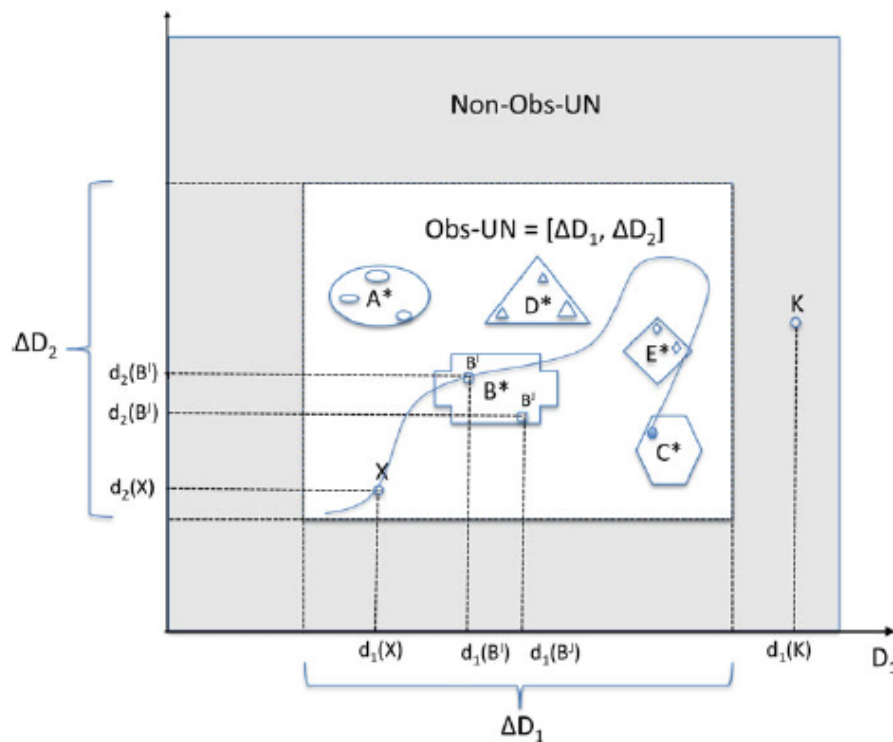 Non-Obs-UN
Obs-UN = [ΔD₁, ΔD₂]
A*
D*
K
ΔD₂
E*
d₂(Bᴵ)
Bᴵ
B*
d₂(Bᴶ)
Bᴶ
C*
X
d₂(X)
d₁(X)
d₁(Bᴵ)
d₁(Bᴶ)
d₁(K)
D₁
ΔD₁